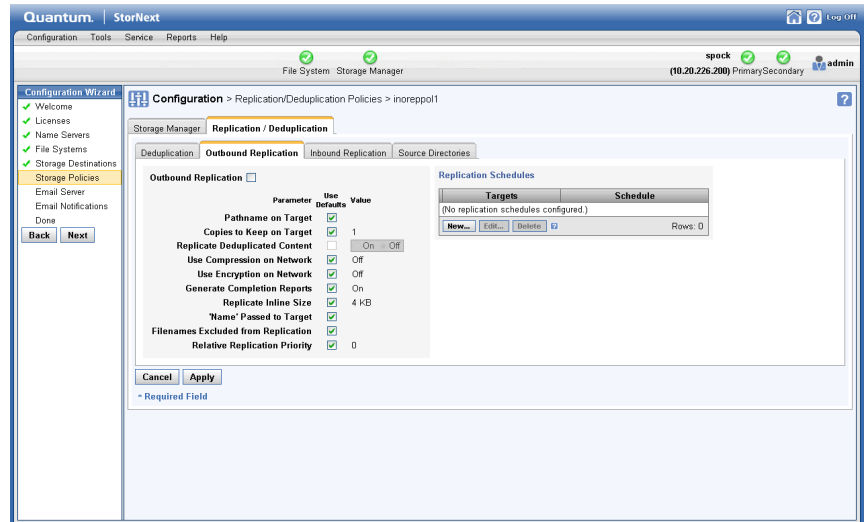 Quantum. StorNext Log Off
Configuration Tools Service Reports Help
File System Storage Manager
spock
(10.20.226.200) Primary Secondary
admin
Configuration Wizard
Welcome
Licenses
Name Servers
File Systems
Storage Destinations
Storage Policies
Email Server
Email Notifications
Done
Back Next
Configuration > Replication/Deduplication Policies > inoreppol1
Storage Manager Replication / Deduplication
Deduplication Outbound Replication Inbound Replication Source Directories
Outbound Replication
Parameter Use Defaults Value
Pathname on Target
Copies to Keep on Target 1
Replicate Deduplicated Content On Off
Use Compression on Network Off
Use Encryption on Network Off
Generate Completion Reports On
Replicate Inline Size 4 KB
'Name' Passed to Target
Filenames Excluded from Replication
Relative Replication Priority 0
Replication Schedules
Targets Schedule
(No replication schedules configured.)
New... Edit... Delete Rows: 0
Cancel Apply
* Required Field